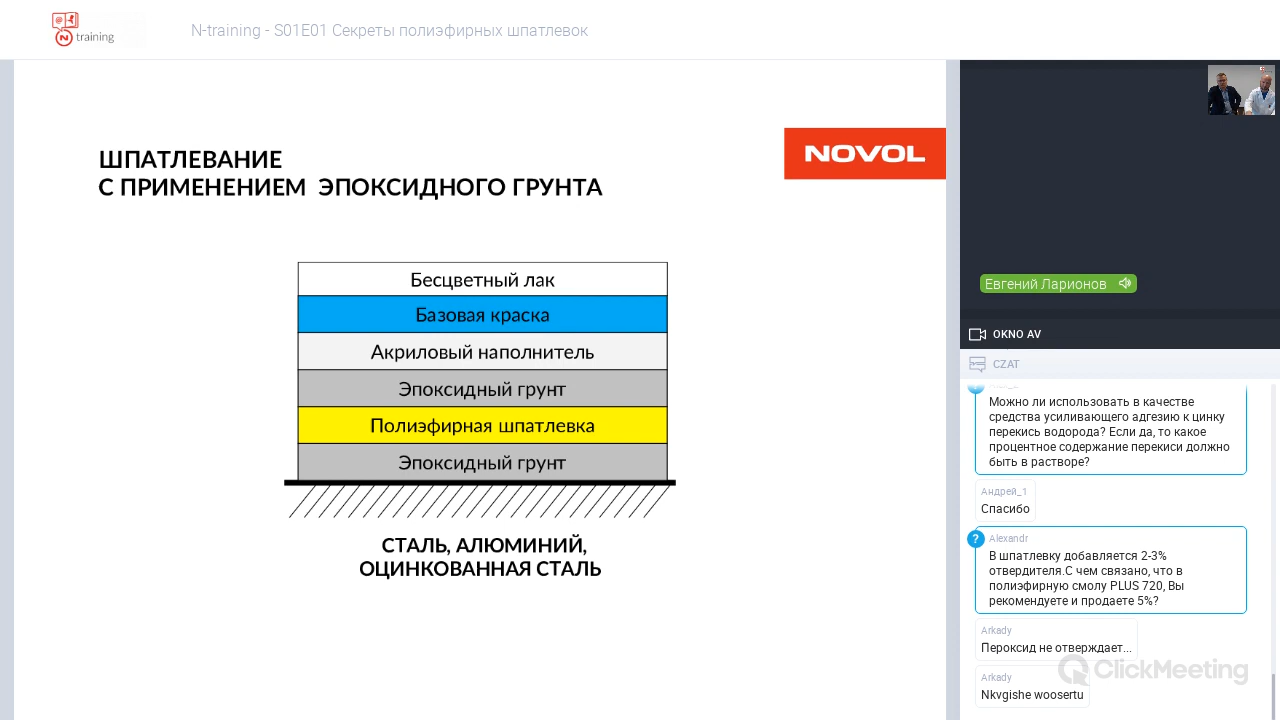 N training
N-training - S01E01 Секреты полиэфирных шпатлевок
ШПАТЛЕВАНИЕ
С ПРИМЕНЕНИЕМ ЭПОКСИДНОГО ГРУНТА
NOVOL
Бесцветный лак
Базовая краска
Акриловый наполнитель
Эпоксидный грунт
Полиэфирная шпатлевка
Эпоксидный грунт
СТАЛЬ, АЛЮМИНИЙ,
ОЦИНКОВАННАЯ СТАЛЬ
Евгений Ларионов
OKNO AV
CZAT
Можно ли использовать в качестве
средства усиливающего адгезию к цинку
перекись водорода? Если да, то какое
процентное содержание перекиси должно
быть в растворе?
Андрей_1
Спасибо
?
Alexandr
В шпатлевку добавляется 2-3%
отвердителя.С чем связано, что в
полиэфирную смолу PLUS 720, Вы
рекомендуете и продаете 5%?
Arkady
Пероксид не отверждает...
ClickMeeting
Arkady
Nkvgishe woosertu